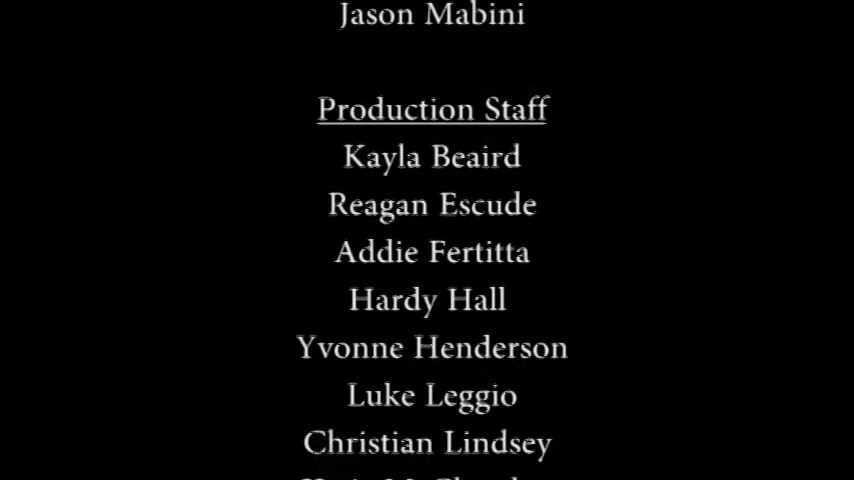 Jason Mabini
Production Staff
Kayla Beaird
Reagan Escude
Addie Fertitta
Hardy Hall
Yvonne Henderson
Luke Leggio
Christian Lindsey